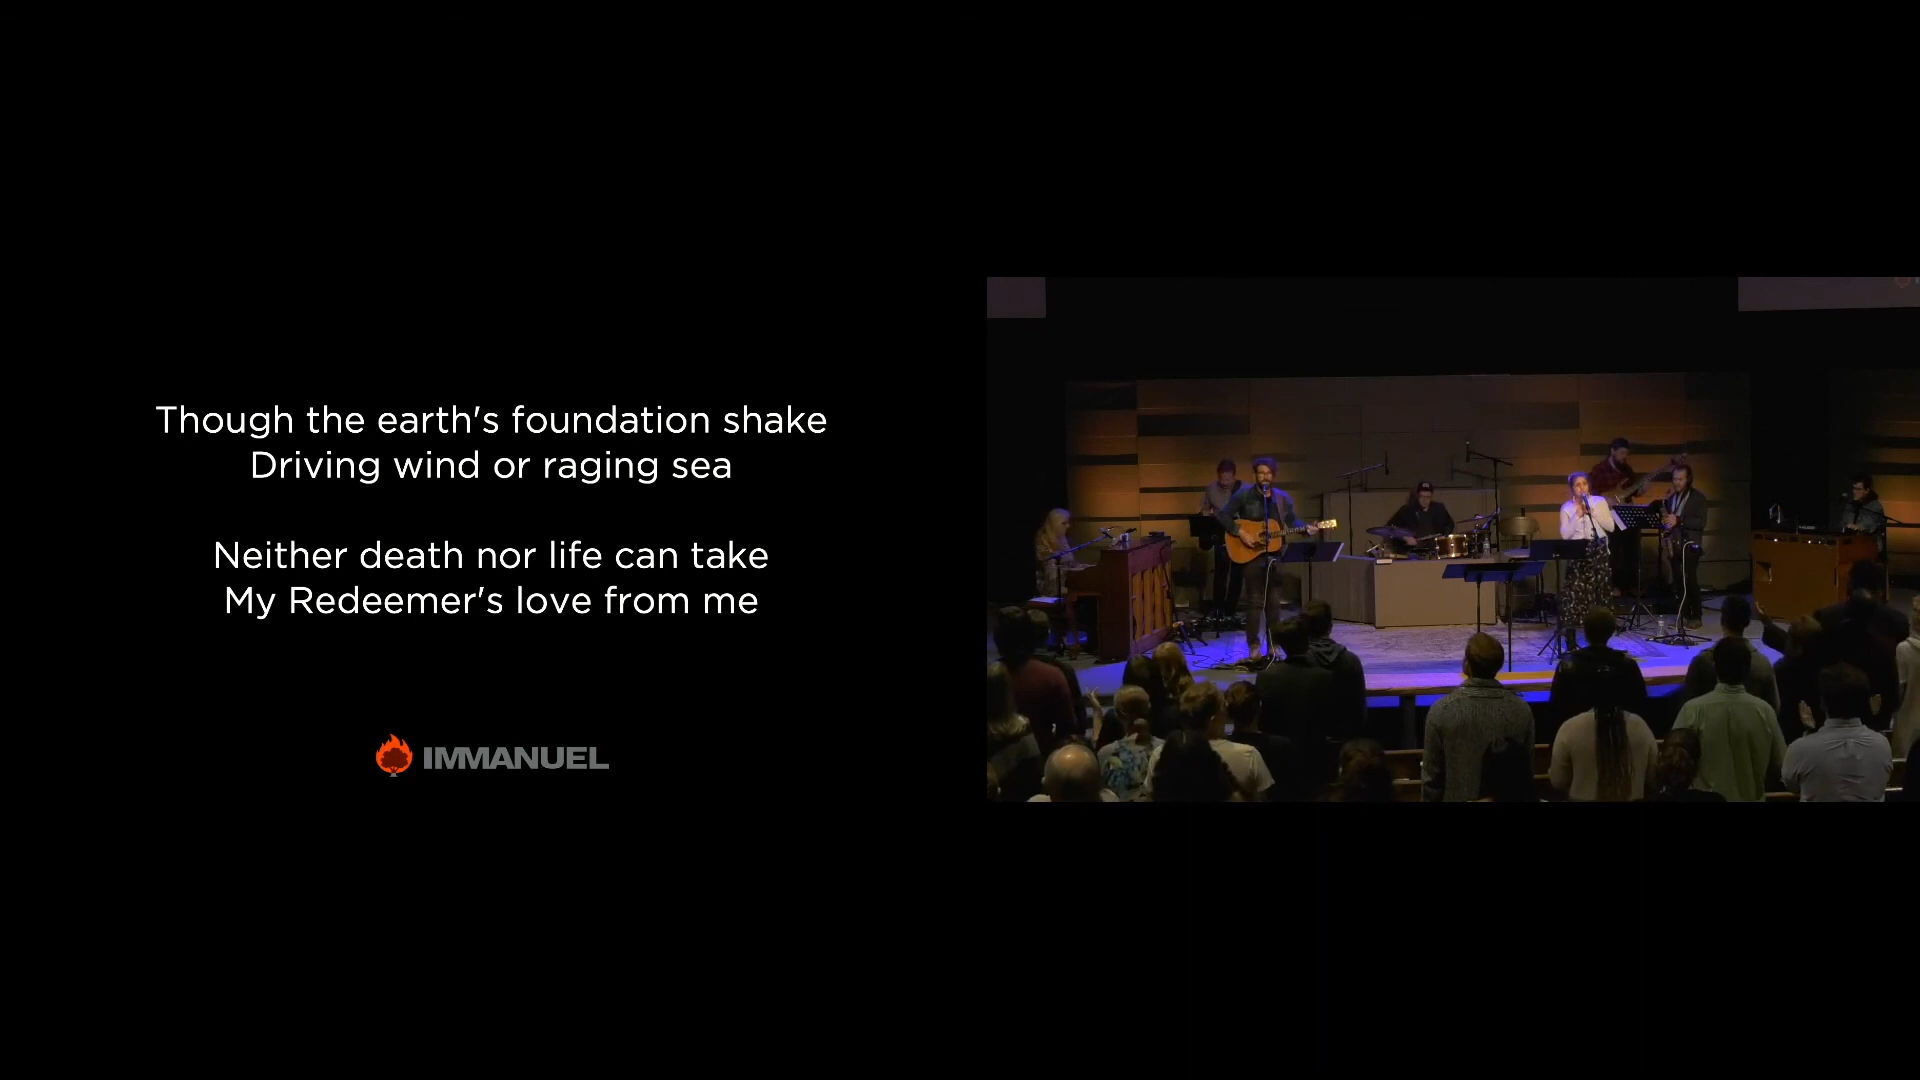 Though the earth's foundation shake
Driving wind or raging sea
Neither death nor life can take
My Redeemer's love from me
IMMANUEL